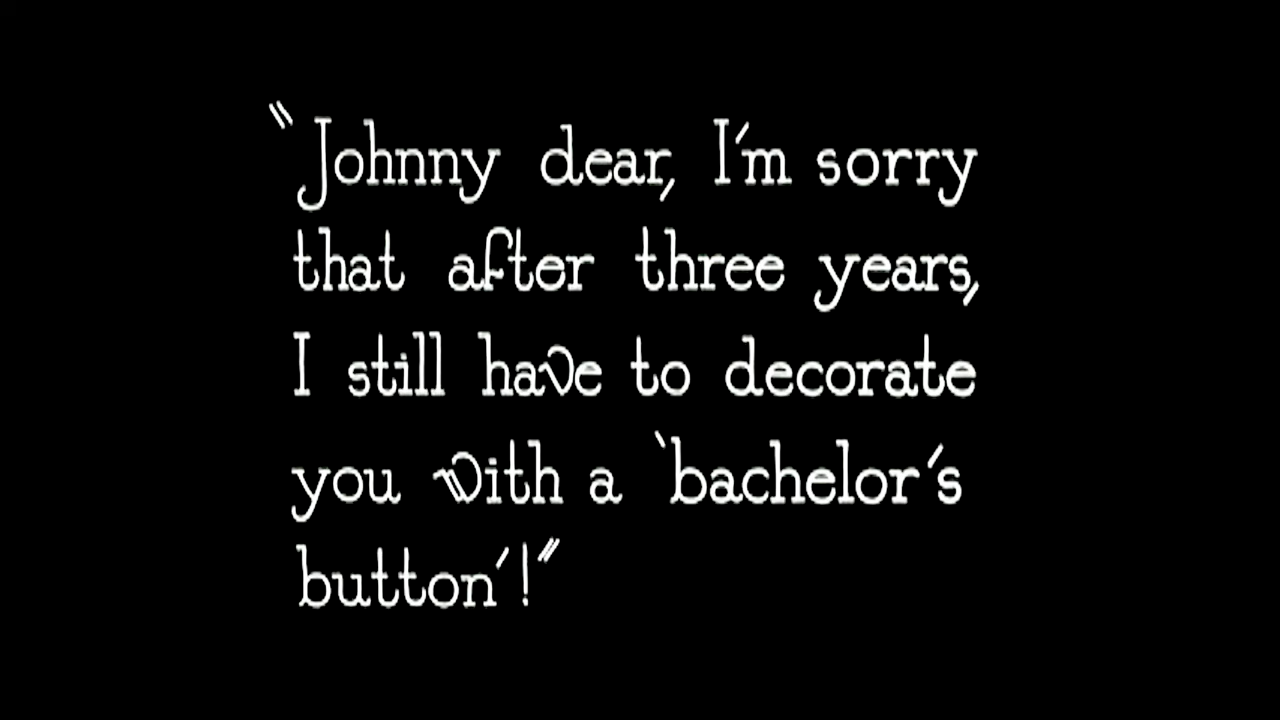 "Johnny dear, I'm sorry
that after three years,
I still have to decorate
you with a 'bachelor's
button'!"